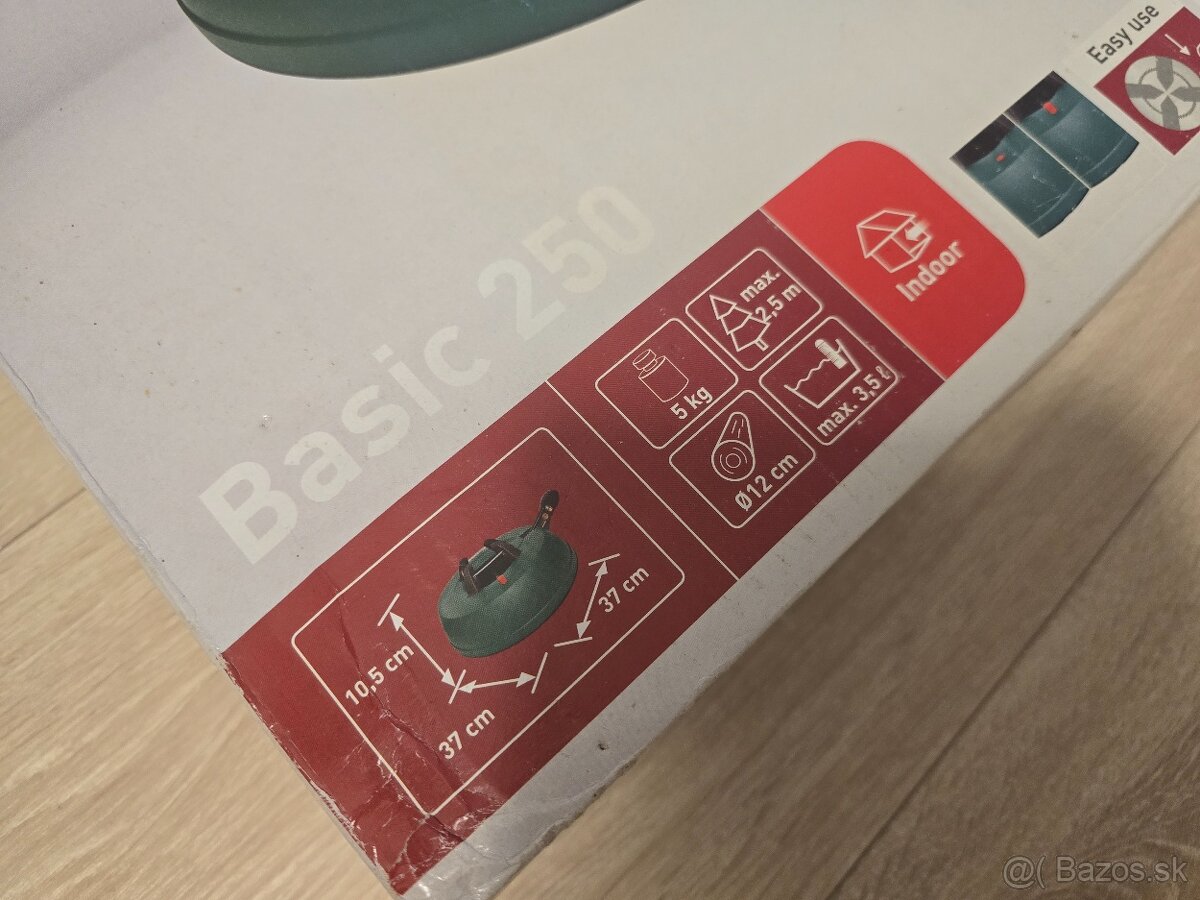 Easy use
Indoor
Basic 250
max.
2,5 m
5 kg
max. 3,5 ℓ
Ø12 cm
10,5 cm
37 cm
37 cm
@( Bazos.sk